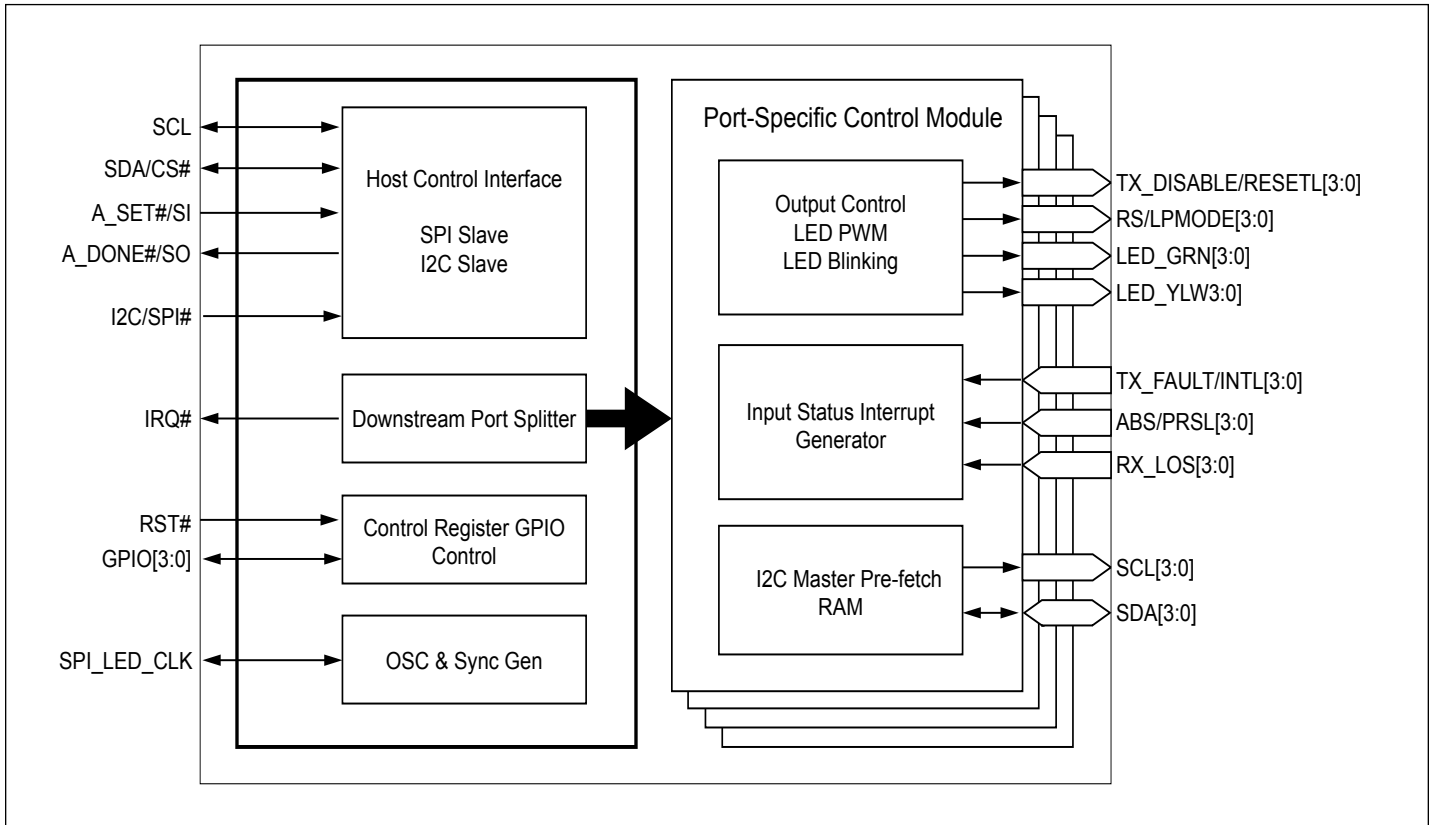 SCL
SDA/CS#
A_SET#/SI
A_DONE#/SO
I2C/SPI#
IRQ#
RST#
GPIO[3:0]
SPI_LED_CLK
Host Control Interface
SPI Slave
I2C Slave
Downstream Port Splitter
Control Register GPIO
Control
OSC & Sync Gen
Port-Specific Control Module
Output Control
LED PWM
LED Blinking
Input Status Interrupt
Generator
I2C Master Pre-fetch
RAM
TX_DISABLE/RESETL[3:0]
RS/LPMODE[3:0]
LED_GRN[3:0]
LED_YLW3:0]
TX_FAULT/INTL[3:0]
ABS/PRSL[3:0]
RX_LOS[3:0]
SCL[3:0]
SDA[3:0]